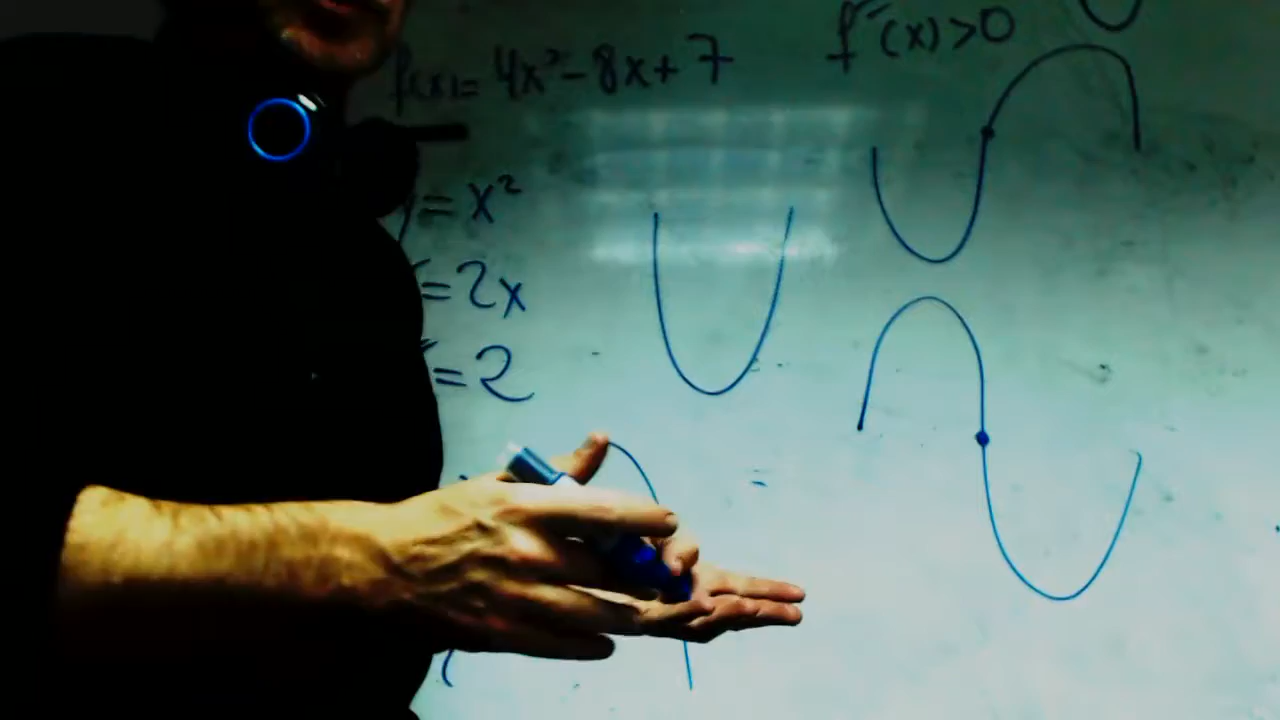 f(x) = 4x² - 8x + 7
f''(x) > 0
y = x²
= 2x
= 2